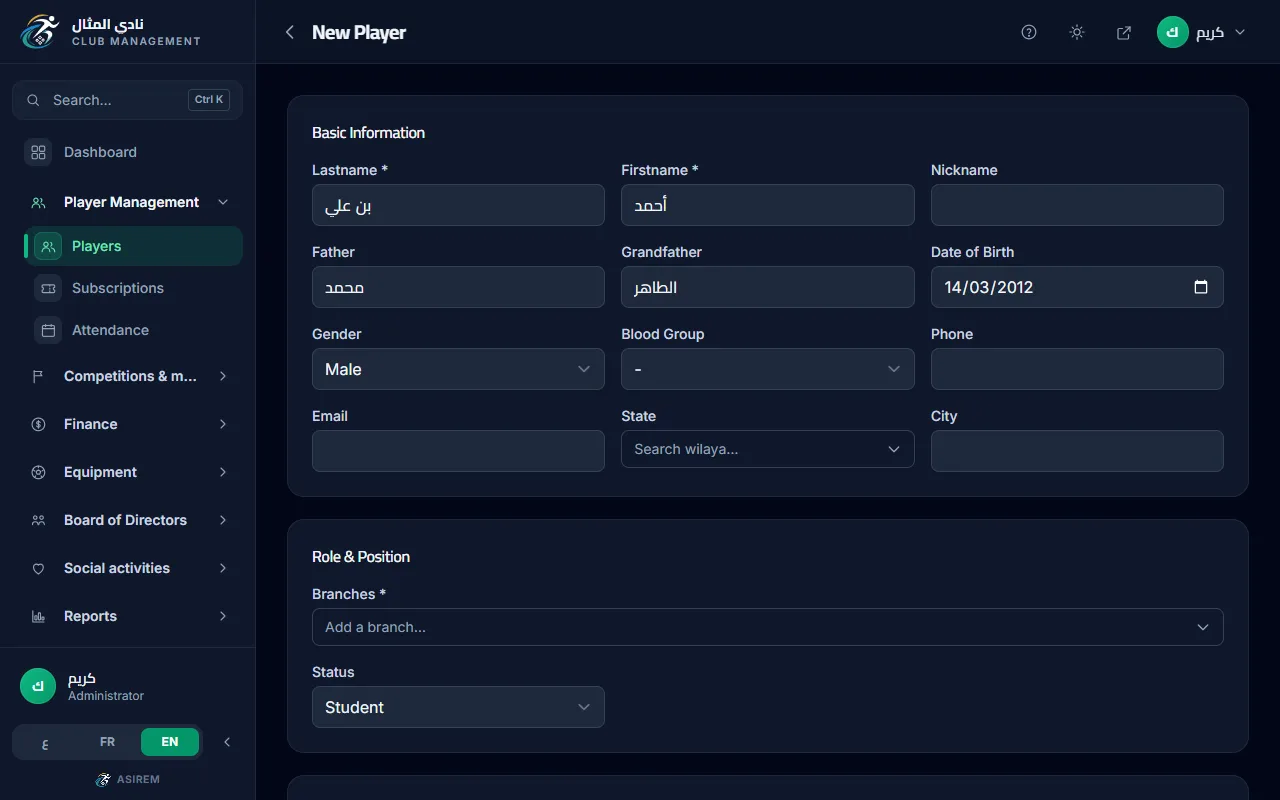 نادي المثال
CLUB MANAGEMENT
Search...
Ctrl K
Dashboard
Player Management
Players
Subscriptions
Attendance
Competitions & m...
Finance
Equipment
Board of Directors
Social activities
Reports
ك
كريم
Administrator
ع
FR
EN
ASIREM
New Player
ك
كريم
Basic Information
Lastname *
بن علي
Firstname *
أحمد
Nickname
Father
محمد
Grandfather
الطاهر
Date of Birth
14/03/2012
Gender
Male
Blood Group
-
Phone
Email
State
Search wilaya...
City
Role & Position
Branches *
Add a branch...
Status
Student